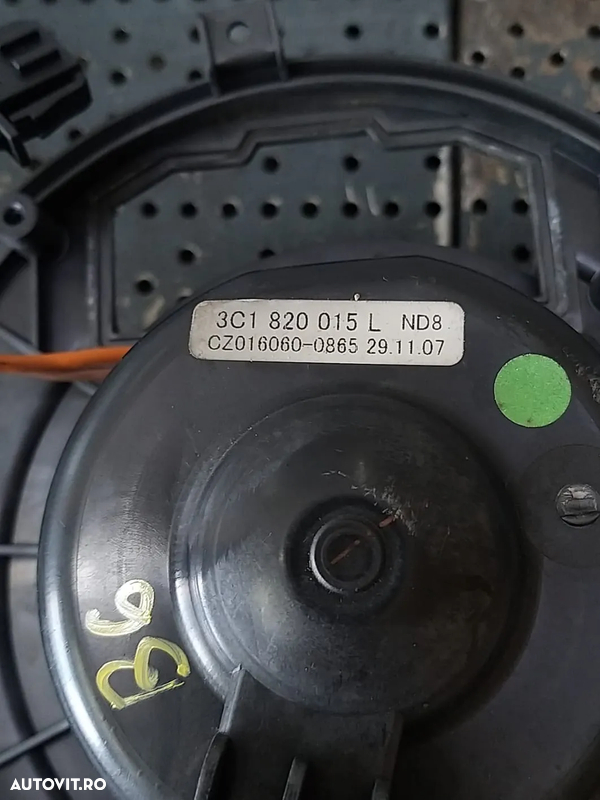 3C1 820 015 L ND8
CZ016060-0865 29.11.07
B6
AUTOVIT.RO